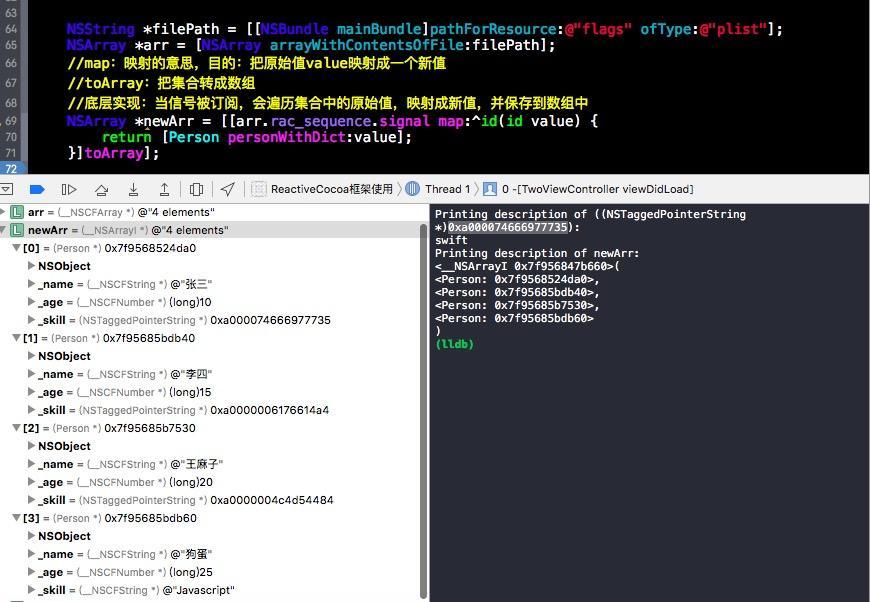 63
64 NSString *filePath = [[NSBundle mainBundle]pathForResource:@"flags" ofType:@"plist"];
65 NSArray *arr = [NSArray arrayWithContentsOfFile:filePath];
66 //map：映射的意思，目的：把原始值value映射成一个新值
67 //toArray：把集合转成数组
68 //底层实现：当信号被订阅，会遍历集合中的原始值，映射成新值，并保存到数组中
69 NSArray *newArr = [[arr.rac_sequence.signal map:^id(id value) {
70 return [Person personWithDict:value];
71 }]toArray];
72
ReactiveCocoa框架使用 Thread 1 0 -[TwoViewController viewDidLoad]
L arr = (__NSCFArray *) @"4 elements"
L newArr = (__NSArrayI *) @"4 elements"
[0] = (Person *) 0x7f9568524da0
NSObject
_name = (__NSCFString *) @"张三"
_age = (__NSCFNumber *) (long)10
_skill = (NSTaggedPointerString *) 0xa000074666977735
[1] = (Person *) 0x7f95685bdb40
NSObject
_name = (__NSCFString *) @"李四"
_age = (__NSCFNumber *) (long)15
_skill = (NSTaggedPointerString *) 0xa0000006176614a4
[2] = (Person *) 0x7f95685b7530
NSObject
_name = (__NSCFString *) @"王麻子"
_age = (__NSCFNumber *) (long)20
_skill = (NSTaggedPointerString *) 0xa0000004c4d54484
[3] = (Person *) 0x7f95685bdb60
NSObject
_name = (__NSCFString *) @"狗蛋"
_age = (__NSCFNumber *) (long)25
_skill = (__NSCFString *) @"Javascript"
Printing description of ((NSTaggedPointerString
*)0xa000074666977735):
swift
Printing description of newArr:
<__NSArrayI 0x7f956847b660>(
<Person: 0x7f9568524da0>,
<Person: 0x7f95685bdb40>,
<Person: 0x7f95685b7530>,
<Person: 0x7f95685bdb60>
)
(lldb)